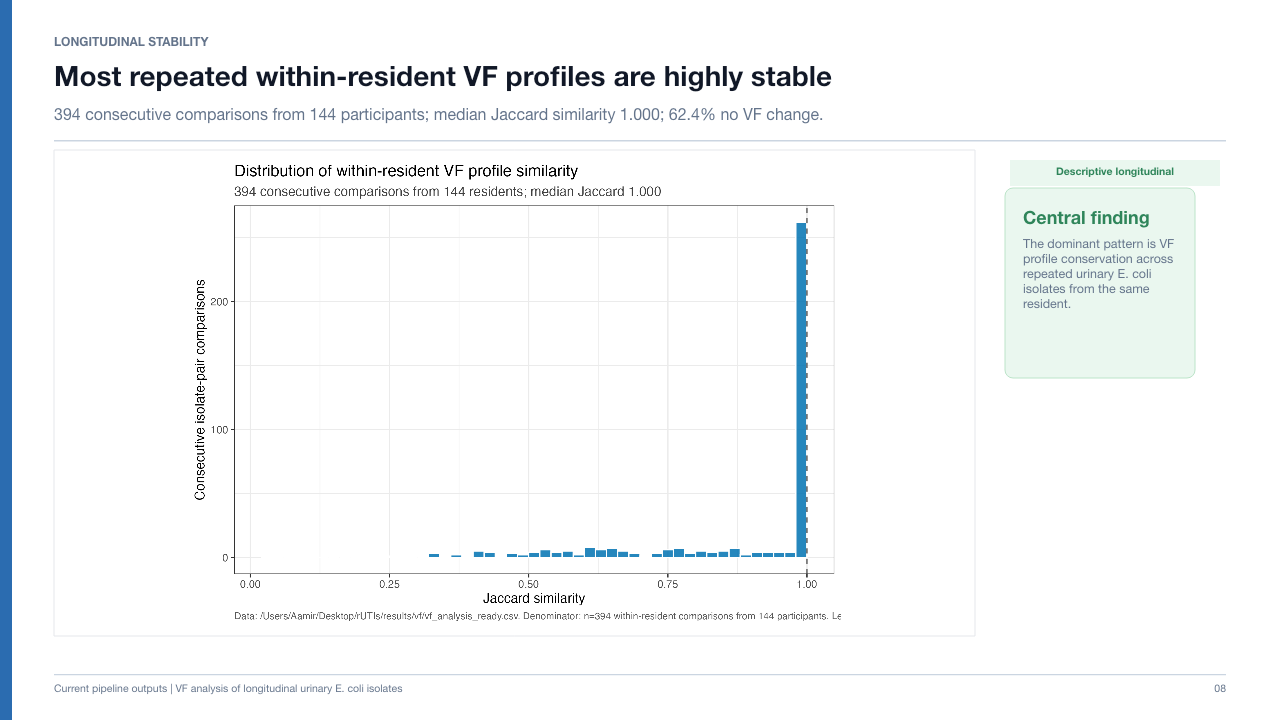 LONGITUDINAL STABILITY
Most repeated within-resident VF profiles are highly stable
394 consecutive comparisons from 144 participants; median Jaccard similarity 1.000; 62.4% no VF change.
Distribution of within-resident VF profile similarity
394 consecutive comparisons from 144 residents; median Jaccard 1.000
Consecutive isolate-pair comparisons
200
100
0
0.00 0.25 0.50 0.75 1.00
Jaccard similarity
Data: /Users/Aamir/Desktop/rUTIs/results/vf/vf_analysis_ready.csv. Denominator: n=394 within-resident comparisons from 144 participants. Le
Descriptive longitudinal
Central finding
The dominant pattern is VF
profile conservation across
repeated urinary E. coli
isolates from the same
resident.
Current pipeline outputs | VF analysis of longitudinal urinary E. coli isolates
08